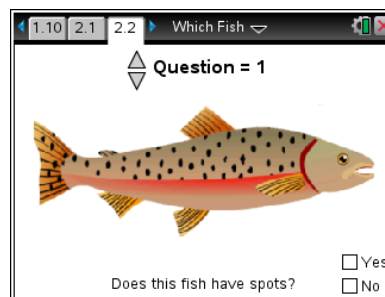 1.10 2.1 2.2 Which Fish
Question = 1
Does this fish have spots?
Yes
No